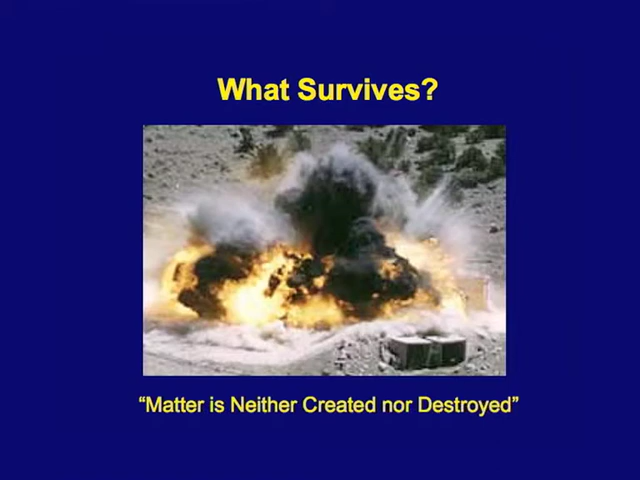 What Survives?
“Matter is Neither Created nor Destroyed”